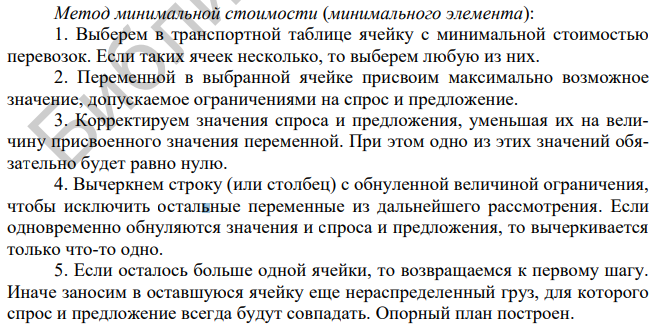 Метод минимальной стоимости (минимального элемента):
1. Выберем в транспортной таблице ячейку с минимальной стоимостью
перевозок. Если таких ячеек несколько, то выберем любую из них.
2. Переменной в выбранной ячейке присвоим максимально возможное
значение, допускаемое ограничениями на спрос и предложение.
3. Корректируем значения спроса и предложения, уменьшая их на вели-
чину присвоенного значения переменной. При этом одно из этих значений обя-
зательно будет равно нулю.
4. Вычеркнем строку (или столбец) с обнуленной величиной ограничения,
чтобы исключить остальные переменные из дальнейшего рассмотрения. Если
одновременно обнуляются значения и спроса и предложения, то вычеркивается
только что-то одно.
5. Если осталось больше одной ячейки, то возвращаемся к первому шагу.
Иначе заносим в оставшуюся ячейку еще нераспределенный груз, для которого
спрос и предложение всегда будут совпадать. Опорный план построен.